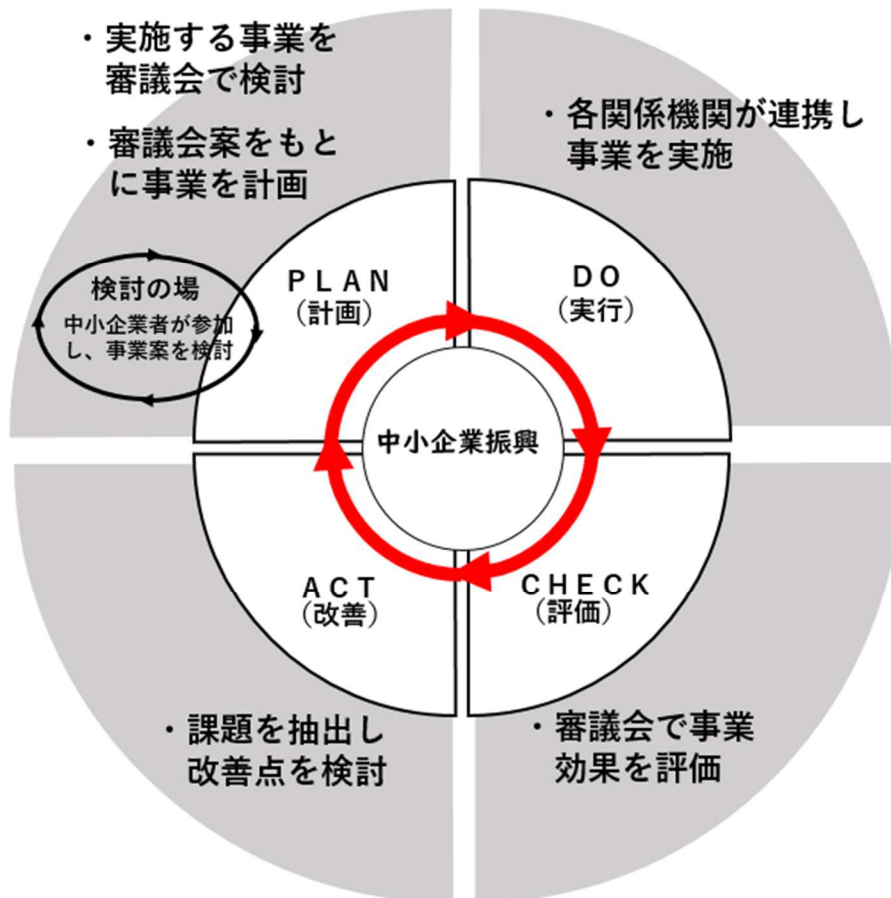 ・実施する事業を
審議会で検討
・審議会案をもと
に事業を計画
・各関係機関が連携し
事業を実施
検討の場
中小企業者が参加
し、事業案を検討
ＰＬＡＮ
（計画）
ＤＯ
（実行）
中小企業振興
ＡＣＴ
（改善）
ＣＨＥＣＫ
（評価）
・課題を抽出し
改善点を検討
・審議会で事業
効果を評価